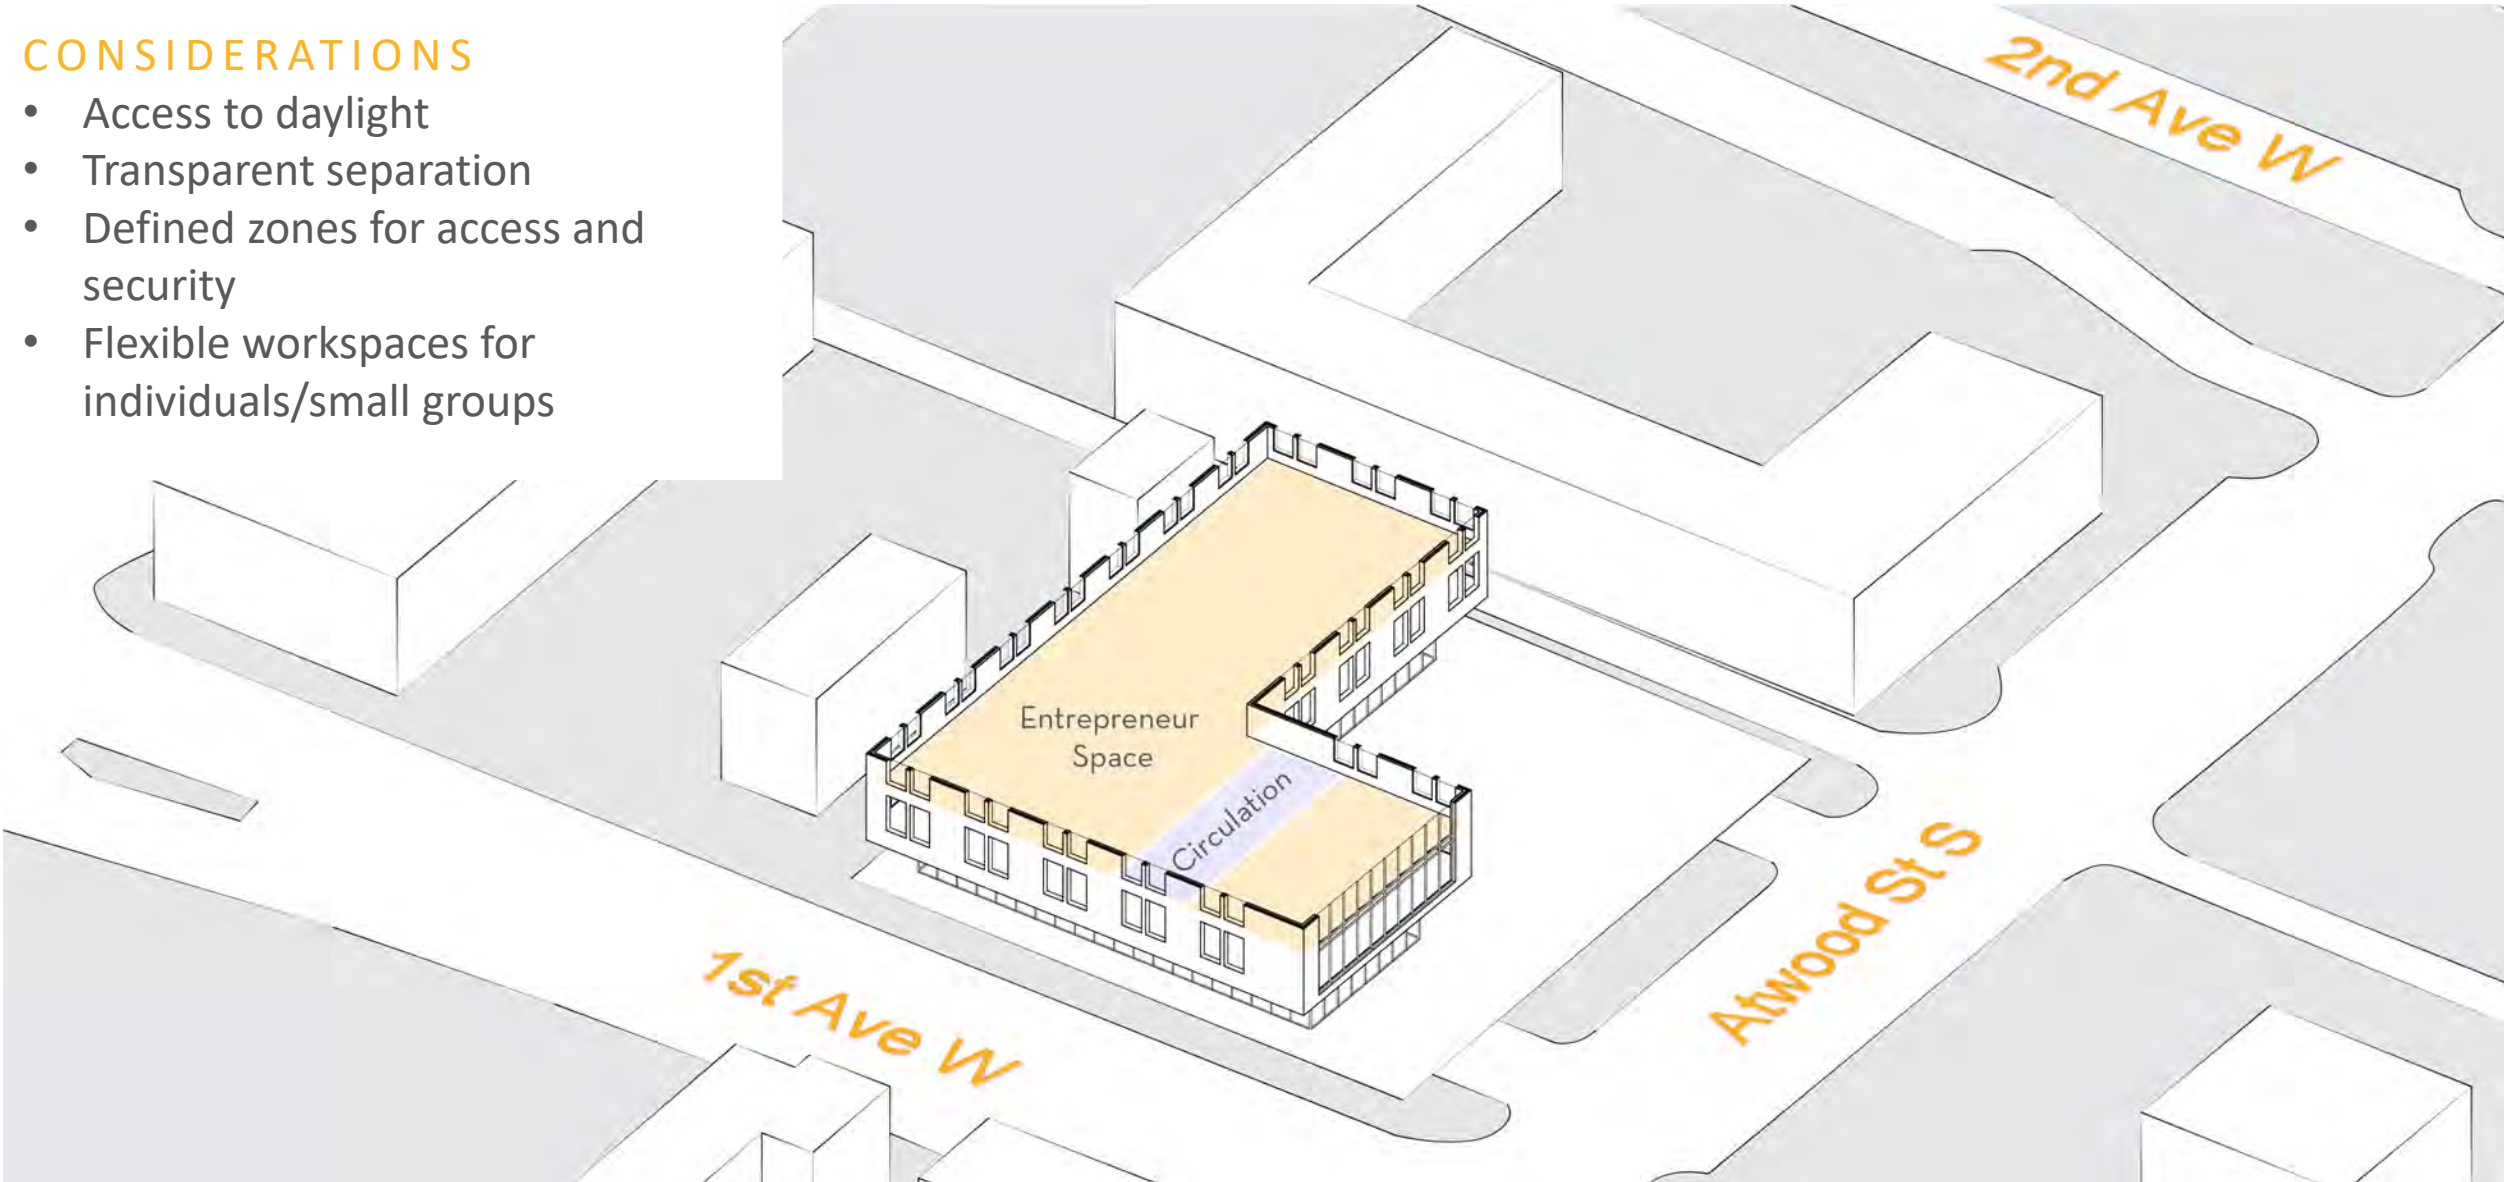 CONSIDERATIONS
• Access to daylight
• Transparent separation
• Defined zones for access and
security
• Flexible workspaces for
individuals/small groups
2nd Ave W
Entrepreneur
Space
Circulation
Atwood St S
1st Ave W